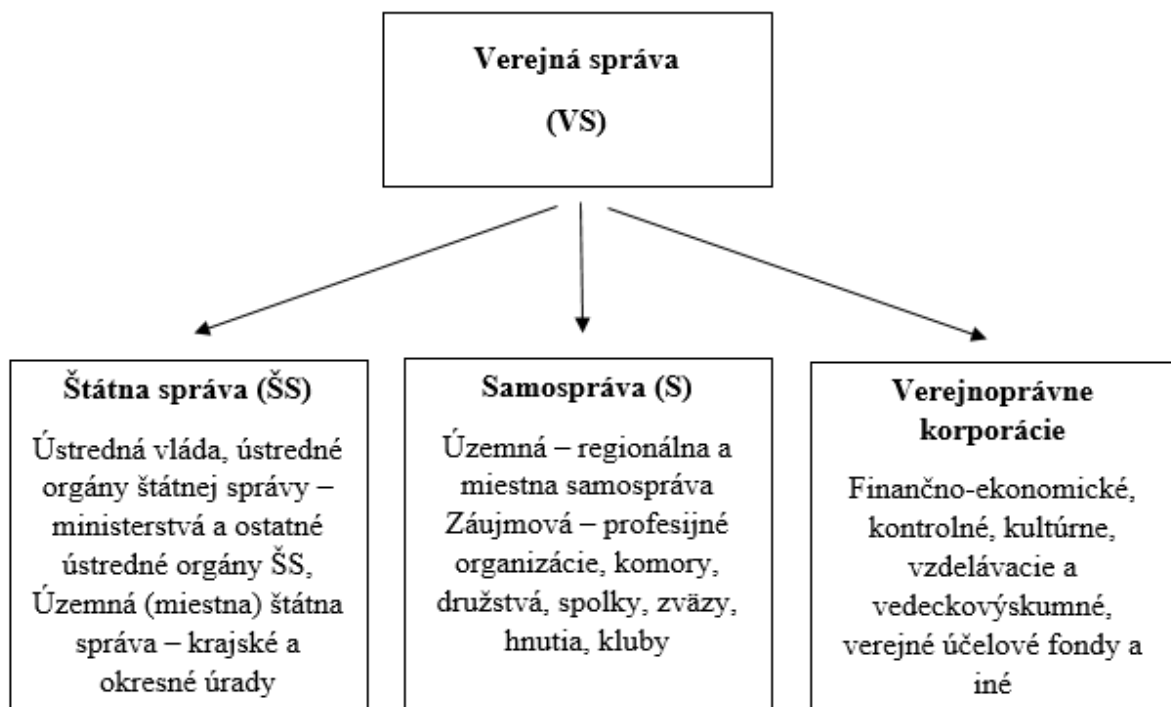 Verejná správa
(VS)
Štátna správa (ŠS)
Ústredná vláda, ústredné
orgány štátnej správy –
ministerstvá a ostatné
ústredné orgány ŠS,
Územná (miestna) štátna
správa – krajské a
okresné úrady
Samospráva (S)
Územná – regionálna a
miestna samospráva
Záujmová – profesijné
organizácie, komory,
družstvá, spolky, zväzy,
hnutia, kluby
Verejnoprávne
korporácie
Finančno-ekonomické,
kontrolné, kultúrne,
vzdelávacie a
vedeckovýskumné,
verejné účelové fondy a
iné